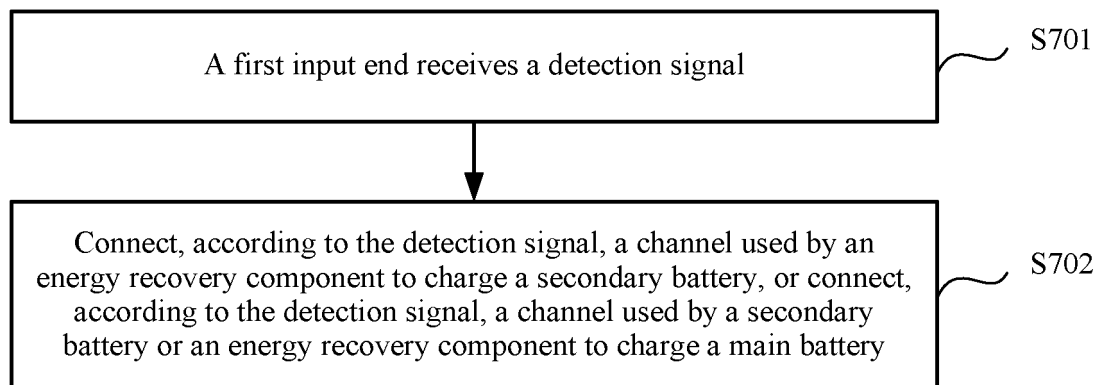 A first input end receives a detection signal
S701
Connect, according to the detection signal, a channel used by an
energy recovery component to charge a secondary battery, or connect,
according to the detection signal, a channel used by a secondary
battery or an energy recovery component to charge a main battery
S702